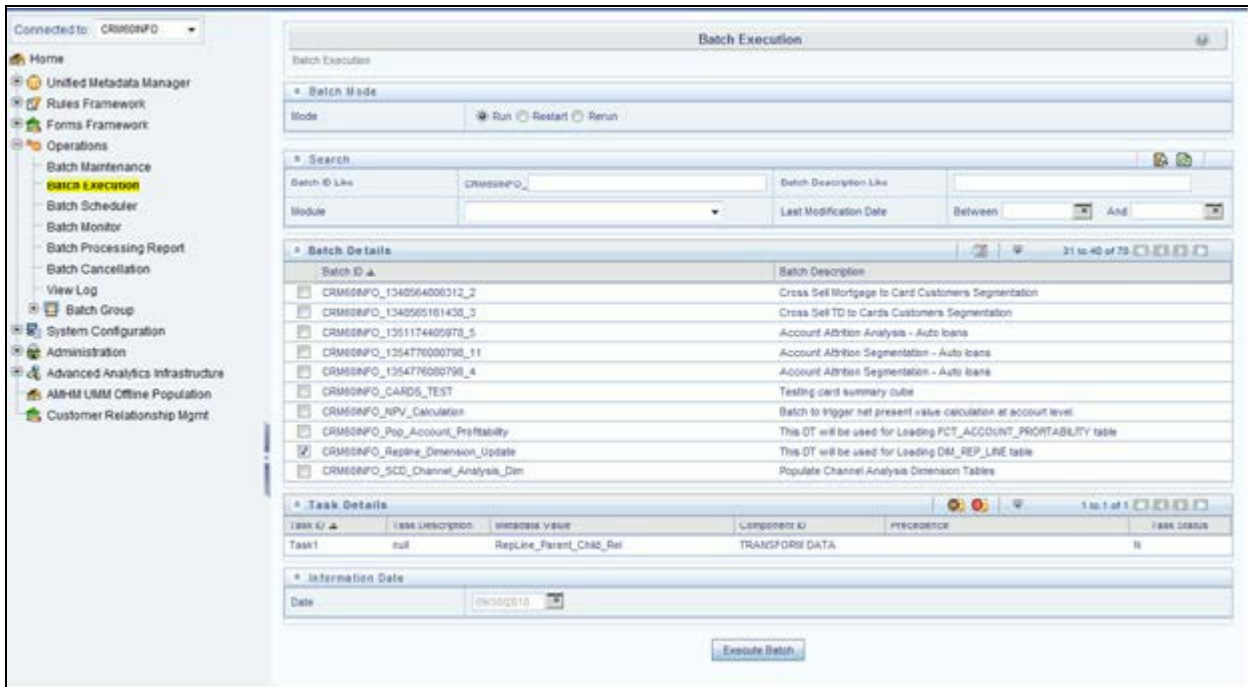 Connected to: CRM60INFO
Home
Unified Metadata Manager
Rules Framework
Forms Framework
Operations
Batch Maintenance
Batch Execution
Batch Scheduler
Batch Monitor
Batch Processing Report
Batch Cancellation
View Log
Batch Group
System Configuration
Administration
Advanced Analytics Infrastructure
AMHM UMM Offline Population
Customer Relationship Mgmt
Batch Execution
Batch Execution
Batch Mode
Mode Run Restart Rerun
Search
Batch ID Like CRM60INFO_ Batch Description Like
Module Last Modification Date Between And
Batch Details 31 to 40 of 78
Batch ID Batch Description
CRM60INFO_1340564006312_2 Cross Sell Mortgage to Card Customers Segmentation
CRM60INFO_1340565161438_3 Cross Sell TD to Cards Customers Segmentation
CRM60INFO_1351174405978_5 Account Attrition Analysis - Auto loans
CRM60INFO_1354776080798_11 Account Attrition Segmentation - Auto loans
CRM60INFO_1354776080798_4 Account Attrition Segmentation - Auto loans
CRM60INFO_CARDS_TEST Testing card summary cube
CRM60INFO_NPV_Calculation Batch to trigger net present value calculation at account level.
CRM60INFO_Pop_Account_Profitability This DT will be used for Loading FCT_ACCOUNT_PROFITABILITY table
CRM60INFO_Repline_Dimension_Update This DT will be used for Loading DIM_REP_LINE table
CRM60INFO_SCD_Channel_Analysis_Dim Populate Channel Analysis Dimension Tables
Task Details 1 to 1 of 1
Task ID Task Description Metadata Value Component ID Precedence Task Status
Task1 null RepLine_Parent_Child_Rel TRANSFORM DATA N
Information Date
Date
Execute Batch